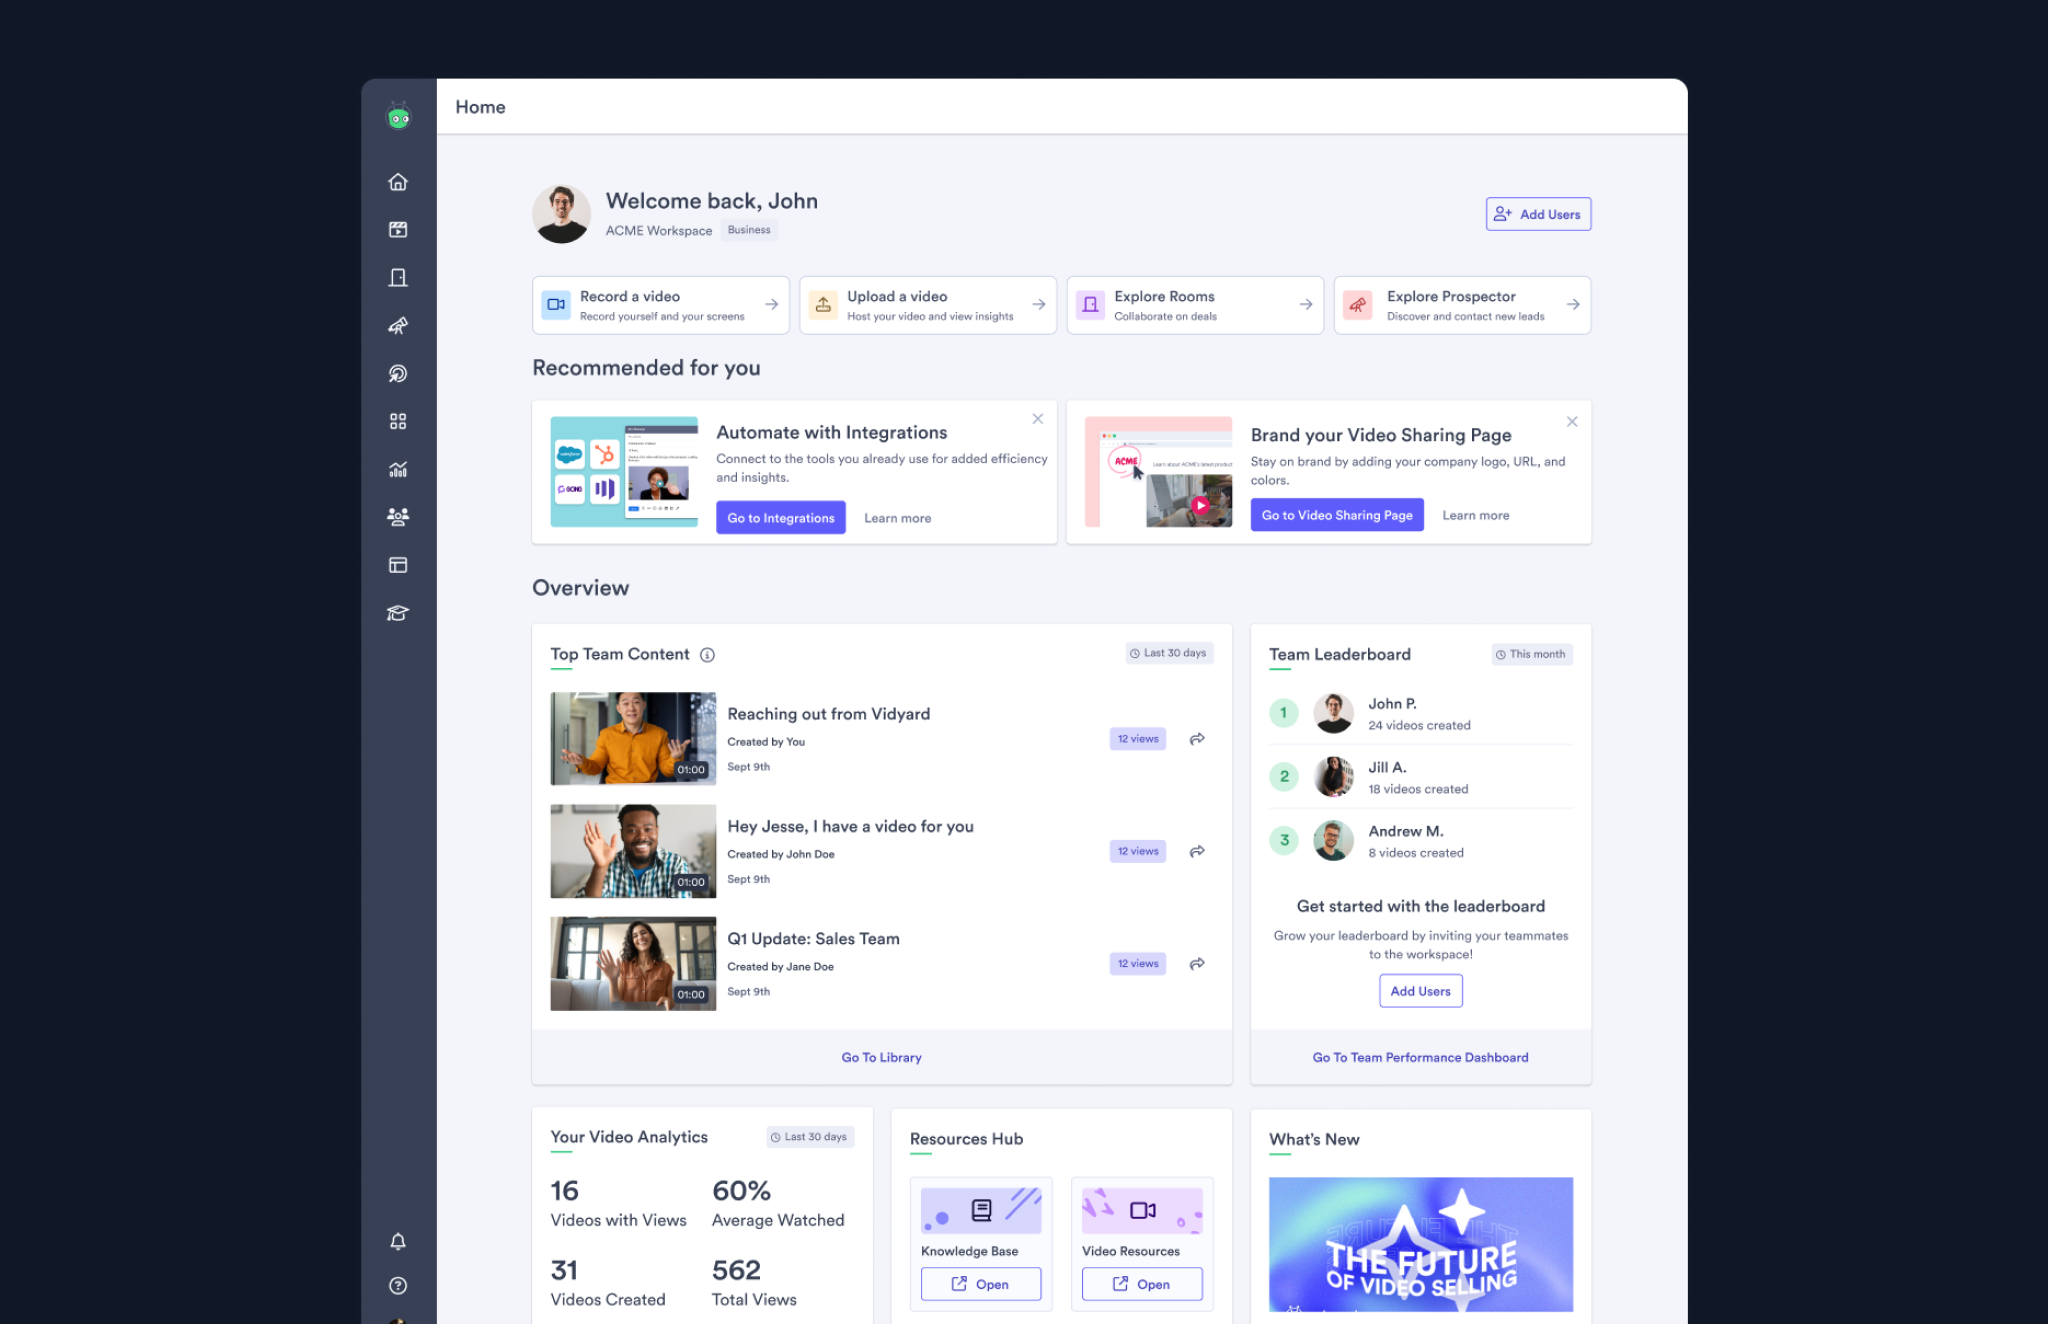 Home
Welcome back, John
ACME Workspace
Business
Add Users
Record a video
Record yourself and your screens
Upload a video
Host your video and view insights
Explore Rooms
Collaborate on deals
Explore Prospector
Discover and contact new leads
Recommended for you
salesforce
GONG
Automate with Integrations
Connect to the tools you already use for added efficiency
and insights.
Go to Integrations
Learn more
ACME
Learn about ACME's latest product
Brand your Video Sharing Page
Stay on brand by adding your company logo, URL, and
colors.
Go to Video Sharing Page
Learn more
Overview
Top Team Content
Last 30 days
01:00
Reaching out from Vidyard
Created by You
Sept 9th
12 views
01:00
Hey Jesse, I have a video for you
Created by John Doe
Sept 9th
12 views
01:00
Q1 Update: Sales Team
Created by Jane Doe
Sept 9th
12 views
Go To Library
Team Leaderboard
This month
1
John P.
24 videos created
2
Jill A.
18 videos created
3
Andrew M.
8 videos created
Get started with the leaderboard
Grow your leaderboard by inviting your teammates
to the workspace!
Add Users
Go To Team Performance Dashboard
Your Video Analytics
Last 30 days
16
Videos with Views
60%
Average Watched
31
Videos Created
562
Total Views
Resources Hub
Knowledge Base
Open
Video Resources
Open
What's New
THE FUTURE
OF VIDEO SELLING